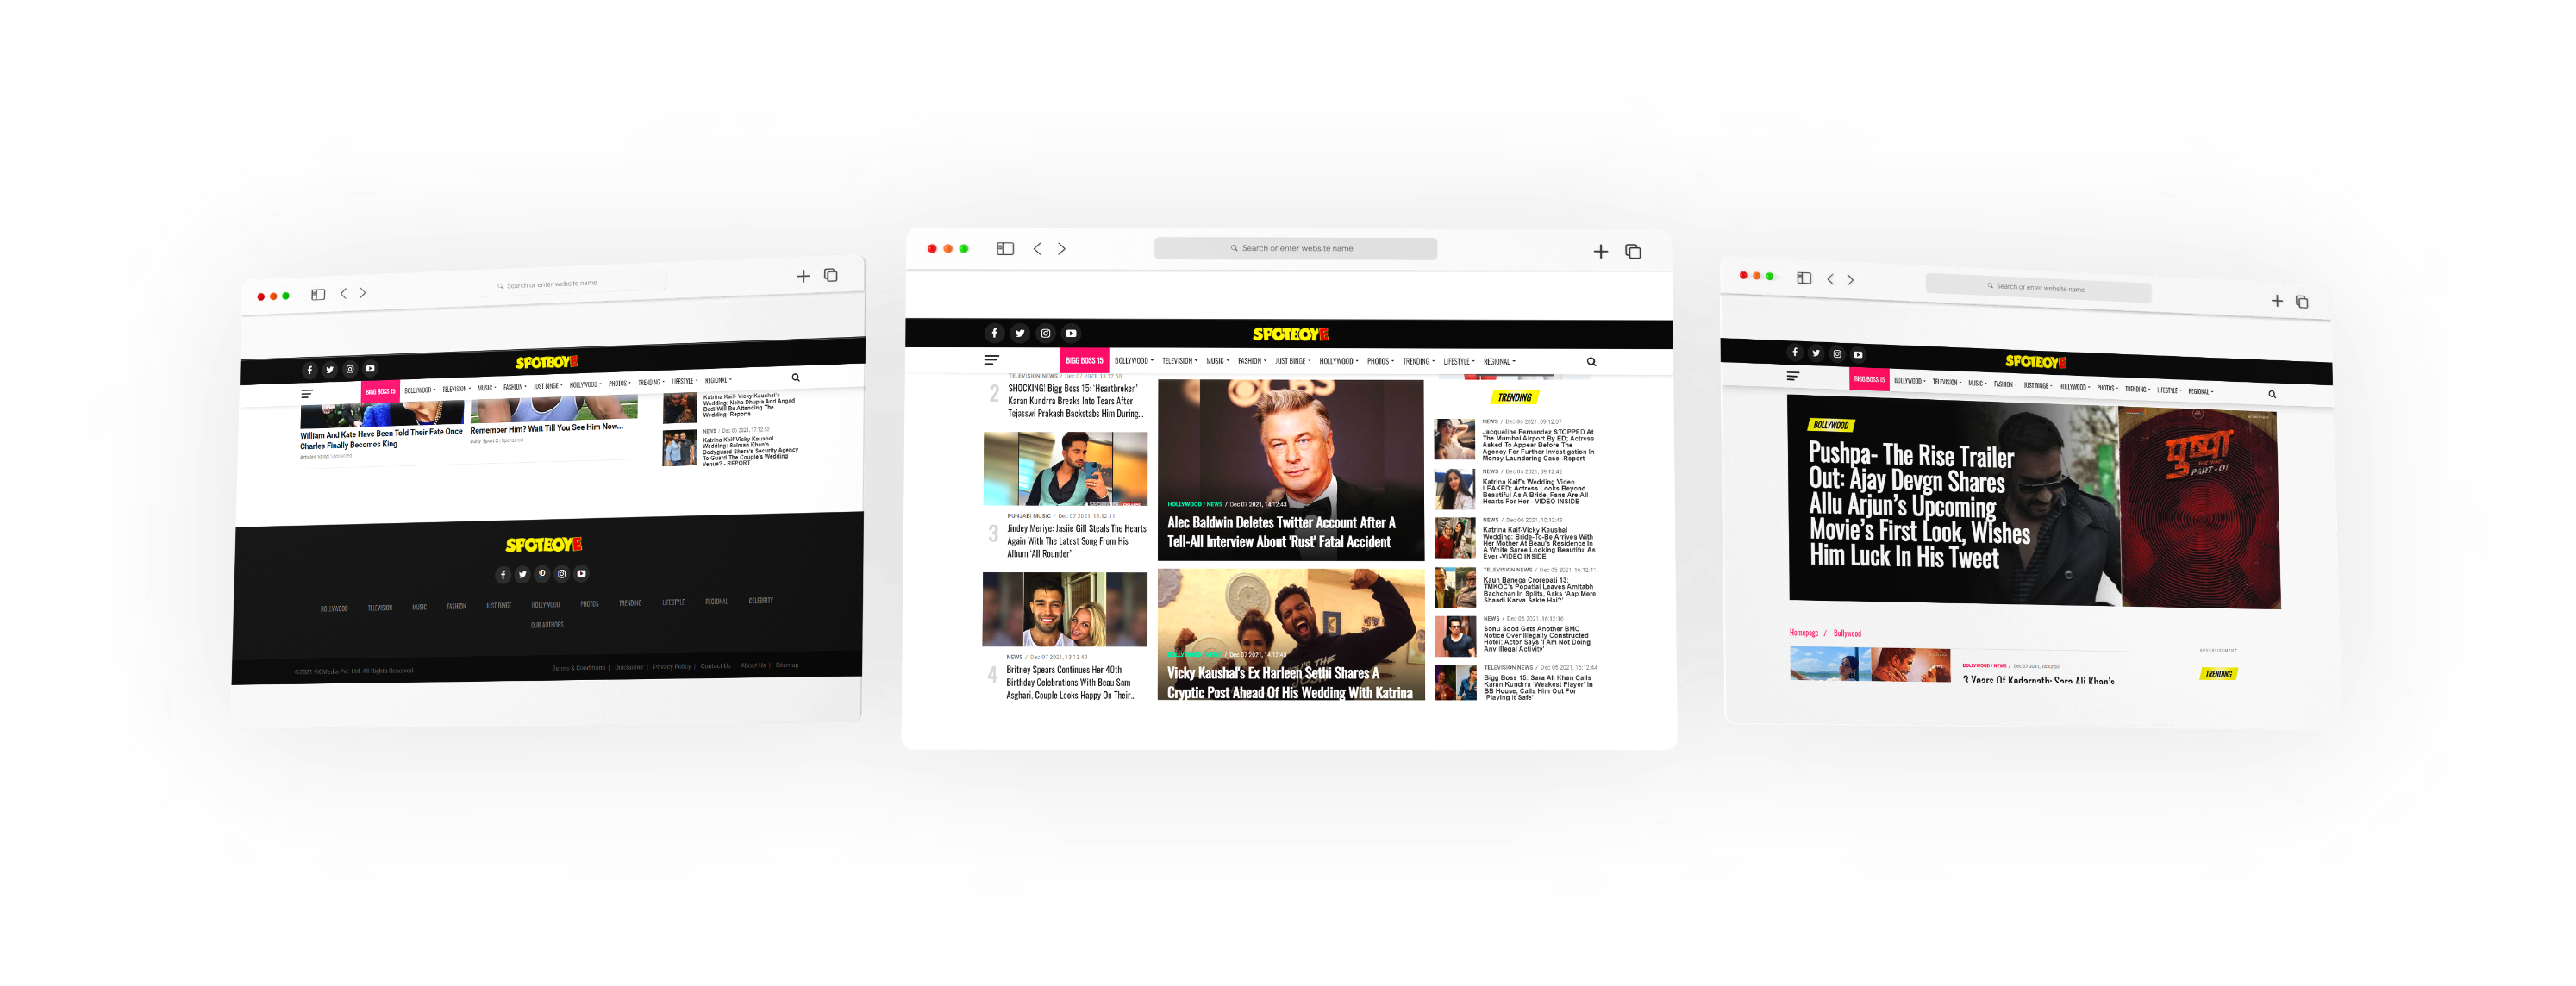 Search or enter website name
SPOTBOYE
BIGG BOSS 15 BOLLYWOOD TELEVISION MUSIC FASHION JUST BINGE HOLLYWOOD PHOTOS TRENDING LIFESTYLE REGIONAL
William And Kate Have Been Told Their Fate Once
Charles Finally Becomes King
Remember Him? Wait Till You See Him Now...
Daily Sport X | Sponsored
Katrina Kaif- Vicky Kaushal's
Wedding: Neha Dhupia And Angad
Bedi Will Be Attending The
Wedding- Reports
NEWS / Dec 06 2021, 17:12:18
Katrina Kaif-Vicky Kaushal
Wedding: Salman Khan's
Bodyguard Shera's Security Agency
To Guard The Couple's Wedding
Venue? - REPORT
SPOTBOYE
BOLLYWOOD TELEVISION MUSIC FASHION JUST BINGE HOLLYWOOD PHOTOS TRENDING LIFESTYLE REGIONAL CELEBRITY
OUR AUTHORS
©2021 9X Media Pvt. Ltd. All Rights Reserved
Terms & Conditions | Disclaimer | Privacy Policy | Contact Us | About Us | Sitemap
Search or enter website name
SPOTBOYE
BIGG BOSS 15 BOLLYWOOD TELEVISION MUSIC FASHION JUST BINGE HOLLYWOOD PHOTOS TRENDING LIFESTYLE REGIONAL
TELEVISION NEWS / Dec 07 2021, 13:12:59
2
SHOCKING! Bigg Boss 15: 'Heartbroken'
Karan Kundrra Breaks Into Tears After
Tejasswi Prakash Backstabs Him During...
PUNJABI MUSIC / Dec 07 2021, 13:12:11
3
Jindey Meriye: Jassie Gill Steals The Hearts
Again With The Latest Song From His
Album 'All Rounder'
NEWS / Dec 07 2021, 13:12:43
4
Britney Spears Continues Her 40th
Birthday Celebrations With Beau Sam
Asghari, Couple Looks Happy On Their...
CBS
HOLLYWOOD / NEWS / Dec 07 2021, 14:12:43
Alec Baldwin Deletes Twitter Account After A
Tell-All Interview About 'Rust' Fatal Accident
Vicky Kaushal's Ex Harleen Sethi Shares A
Cryptic Post Ahead Of His Wedding With Katrina
TRENDING
NEWS / Dec 06 2021, 09:12:07
Jacqueline Fernandez STOPPED At
The Mumbai Airport By ED; Actress
Asked To Appear Before The
Agency For Further Investigation In
Money Laundering Case -Report
NEWS / Dec 05 2021, 09:12:42
Katrina Kaif's Wedding Video
LEAKED; Actress Looks Beyond
Beautiful As A Bride, Fans Are All
Hearts For Her - VIDEO INSIDE
NEWS / Dec 06 2021, 10:12:49
Katrina Kaif-Vicky Kaushal
Wedding: Bride-To-Be Arrives With
Her Mother At Beau's Residence In
A White Saree Looking Beautiful As
Ever -VIDEO INSIDE
TELEVISION NEWS / Dec 05 2021, 16:12:41
Kaun Banega Crorepati 13:
TMKOC's Popatlal Leaves Amitabh
Bachchan In Splits, Asks 'Aap Mere
Shaadi Karva Sakte Hai?'
NEWS / Dec 06 2021, 16:12:16
Sonu Sood Gets Another BMC
Notice Over Illegally Constructed
Hotel; Actor Says 'I Am Not Doing
Any Illegal Activity'
TELEVISION NEWS / Dec 05 2021, 16:12:44
Bigg Boss 15: Sara Ali Khan Calls
Karan Kundrra 'Weakest Player' In
BB House, Calls Him Out For
'Playing It Safe'
Search or enter website name
SPOTBOYE
BIGG BOSS 15 BOLLYWOOD TELEVISION MUSIC FASHION JUST BINGE HOLLYWOOD PHOTOS TRENDING LIFESTYLE REGIONAL
BOLLYWOOD
Pushpa- The Rise Trailer
Out: Ajay Devgn Shares
Allu Arjun's Upcoming
Movie's First Look, Wishes
Him Luck In His Tweet
पुष्पा
THE RISE
PART-01
Homepage / Bollywood
BOLLYWOOD / NEWS / Dec 07 2021, 14:12:50
3 Years Of Kedarnath: Sara Ali Khan's
ADVERTISEMENT
TRENDING